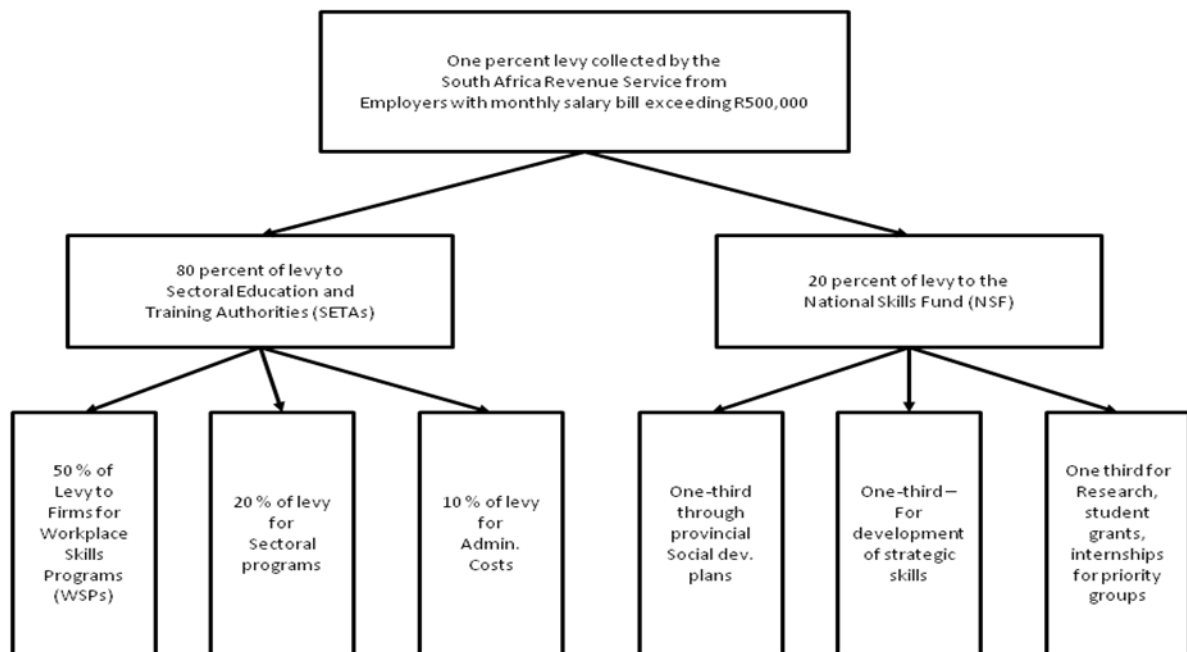 One percent levy collected by the
South Africa Revenue Service from
Employers with monthly salary bill exceeding R500,000
80 percent of levy to
Sectoral Education and
Training Authorities (SETAs)
20 percent of levy to the
National Skills Fund (NSF)
50 % of
Levy to
Firms for
Workplace
Skills
Programs
(WSPs)
20 % of levy
for
Sectoral
programs
10 % of levy
for
Admin.
Costs
One-third
through
provincial
Social dev.
plans
One-third—
For
development
of strategic
skills
One third for
Research,
student
grants,
internships
for priority
groups